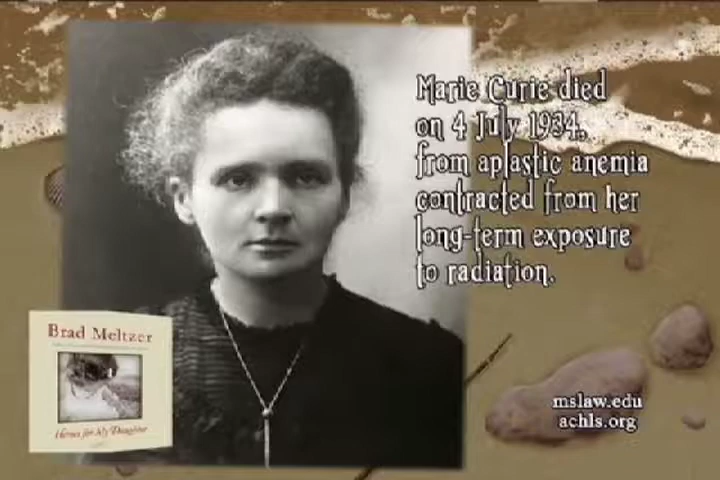 Marie Curie died
on 4 July 1934,
from aplastic anemia
contracted from her
long-term exposure
to radiation.
Brad Meltzer
Heroes for My Daughter
mslaw.edu
achls.org